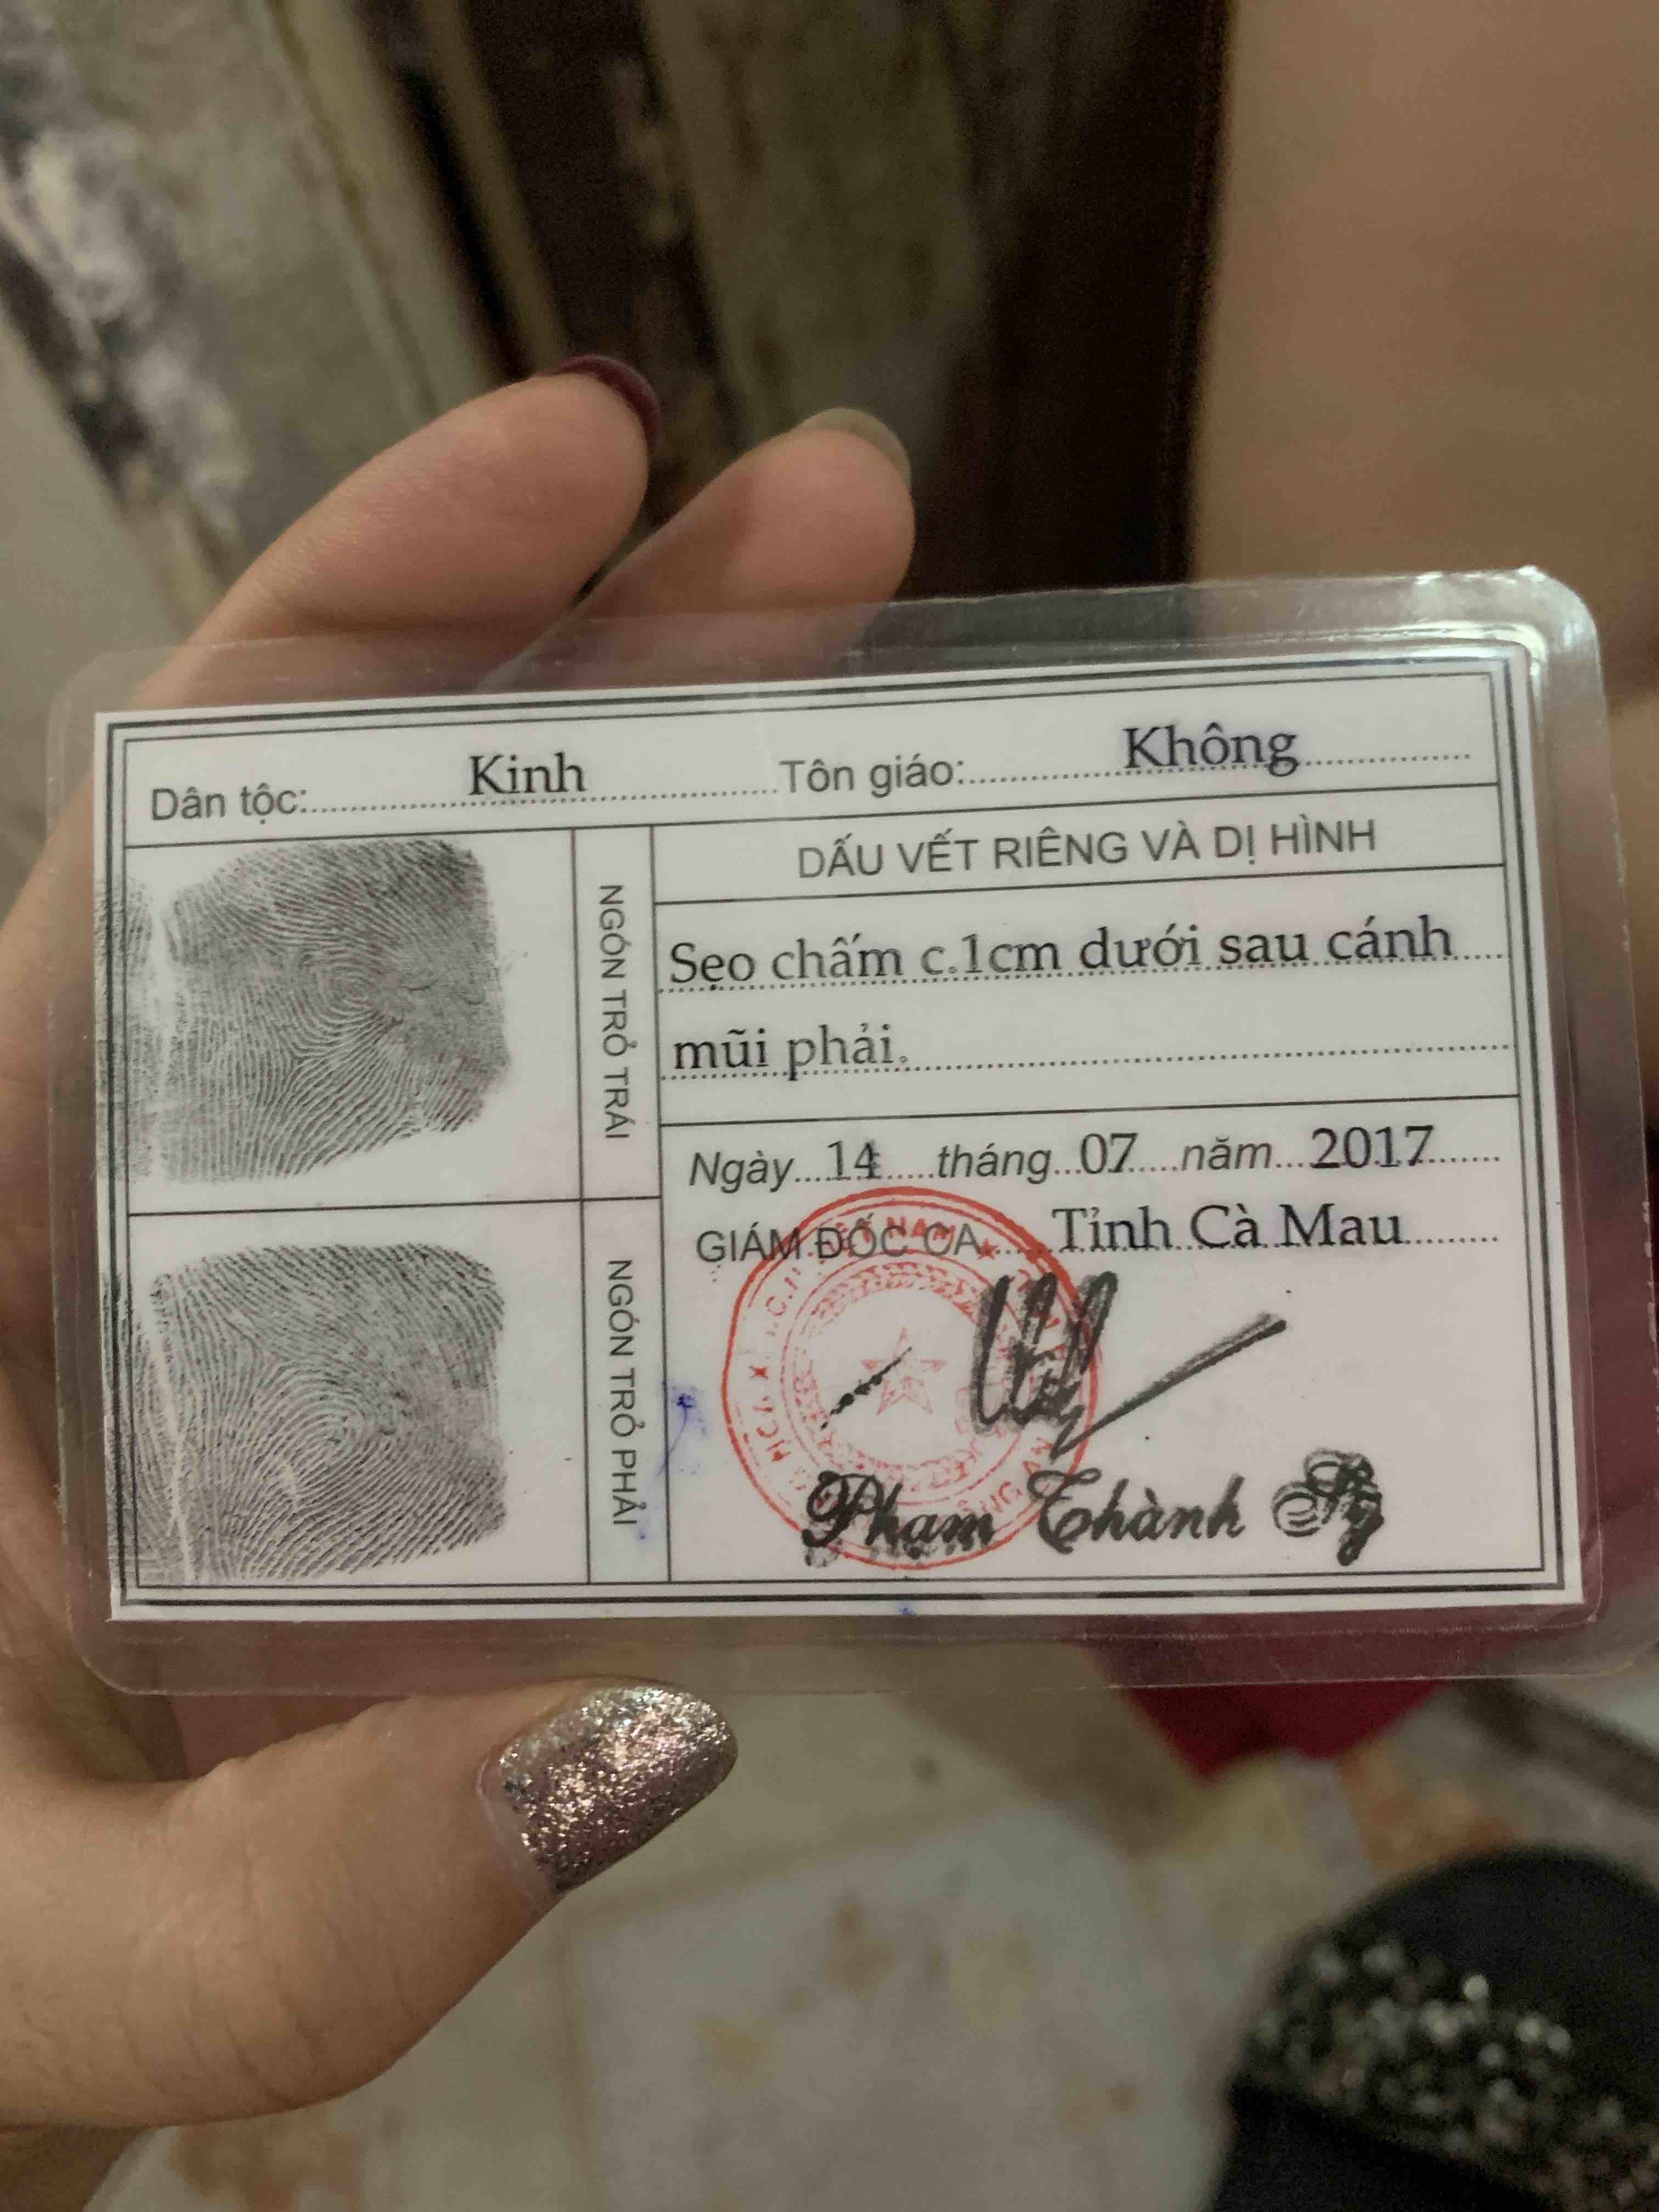 Dân tộc: Kinh Tôn giáo: Không
NGÓN TRỎ TRÁI
DẤU VẾT RIÊNG VÀ DỊ HÌNH
Sẹo chấm c.1cm dưới sau cánh
mũi phải.
Ngày 14 tháng 07 năm 2017
GIÁM ĐỐC CA Tỉnh Cà Mau
NGÓN TRỎ PHẢI
Phạm Thành Sỹ